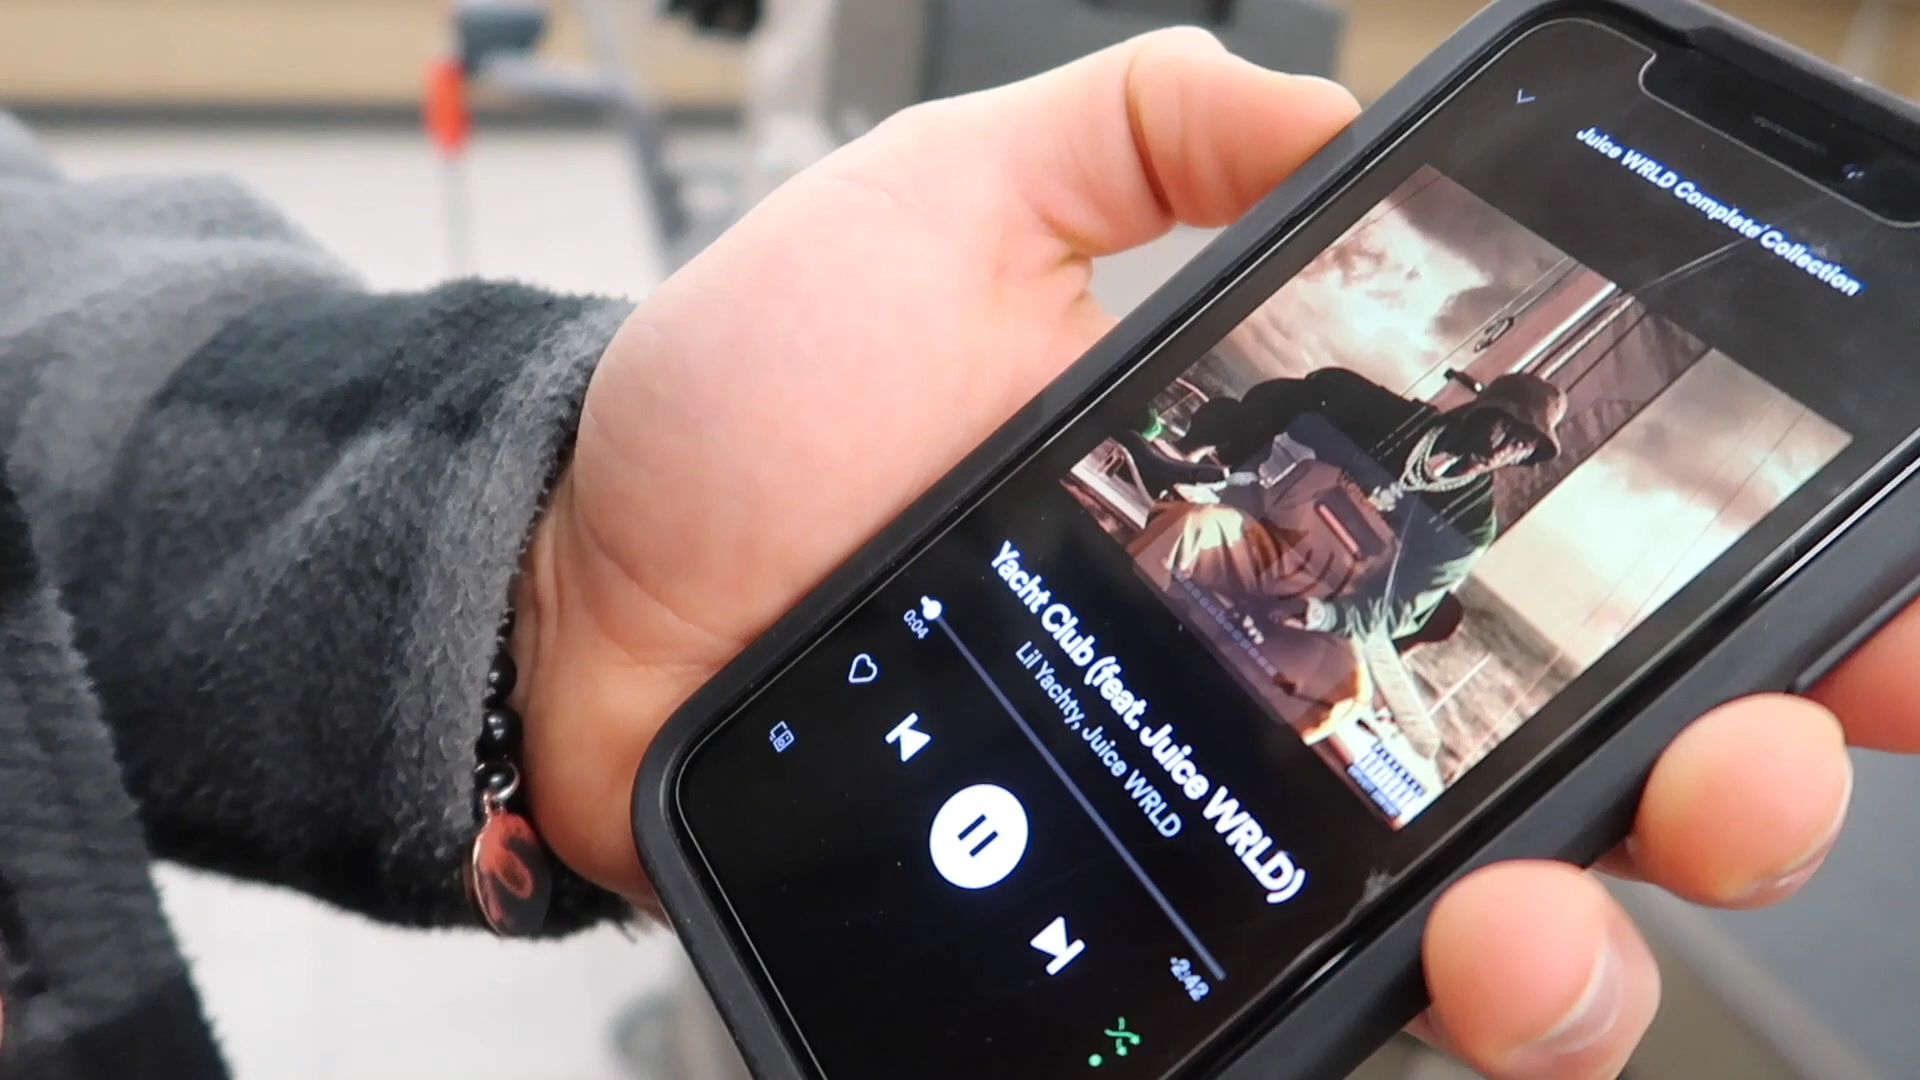 Juice WRLD Complete Collection
Yacht Club (feat. Juice WRLD)
Lil Yachty, Juice WRLD
0:04
-2:42